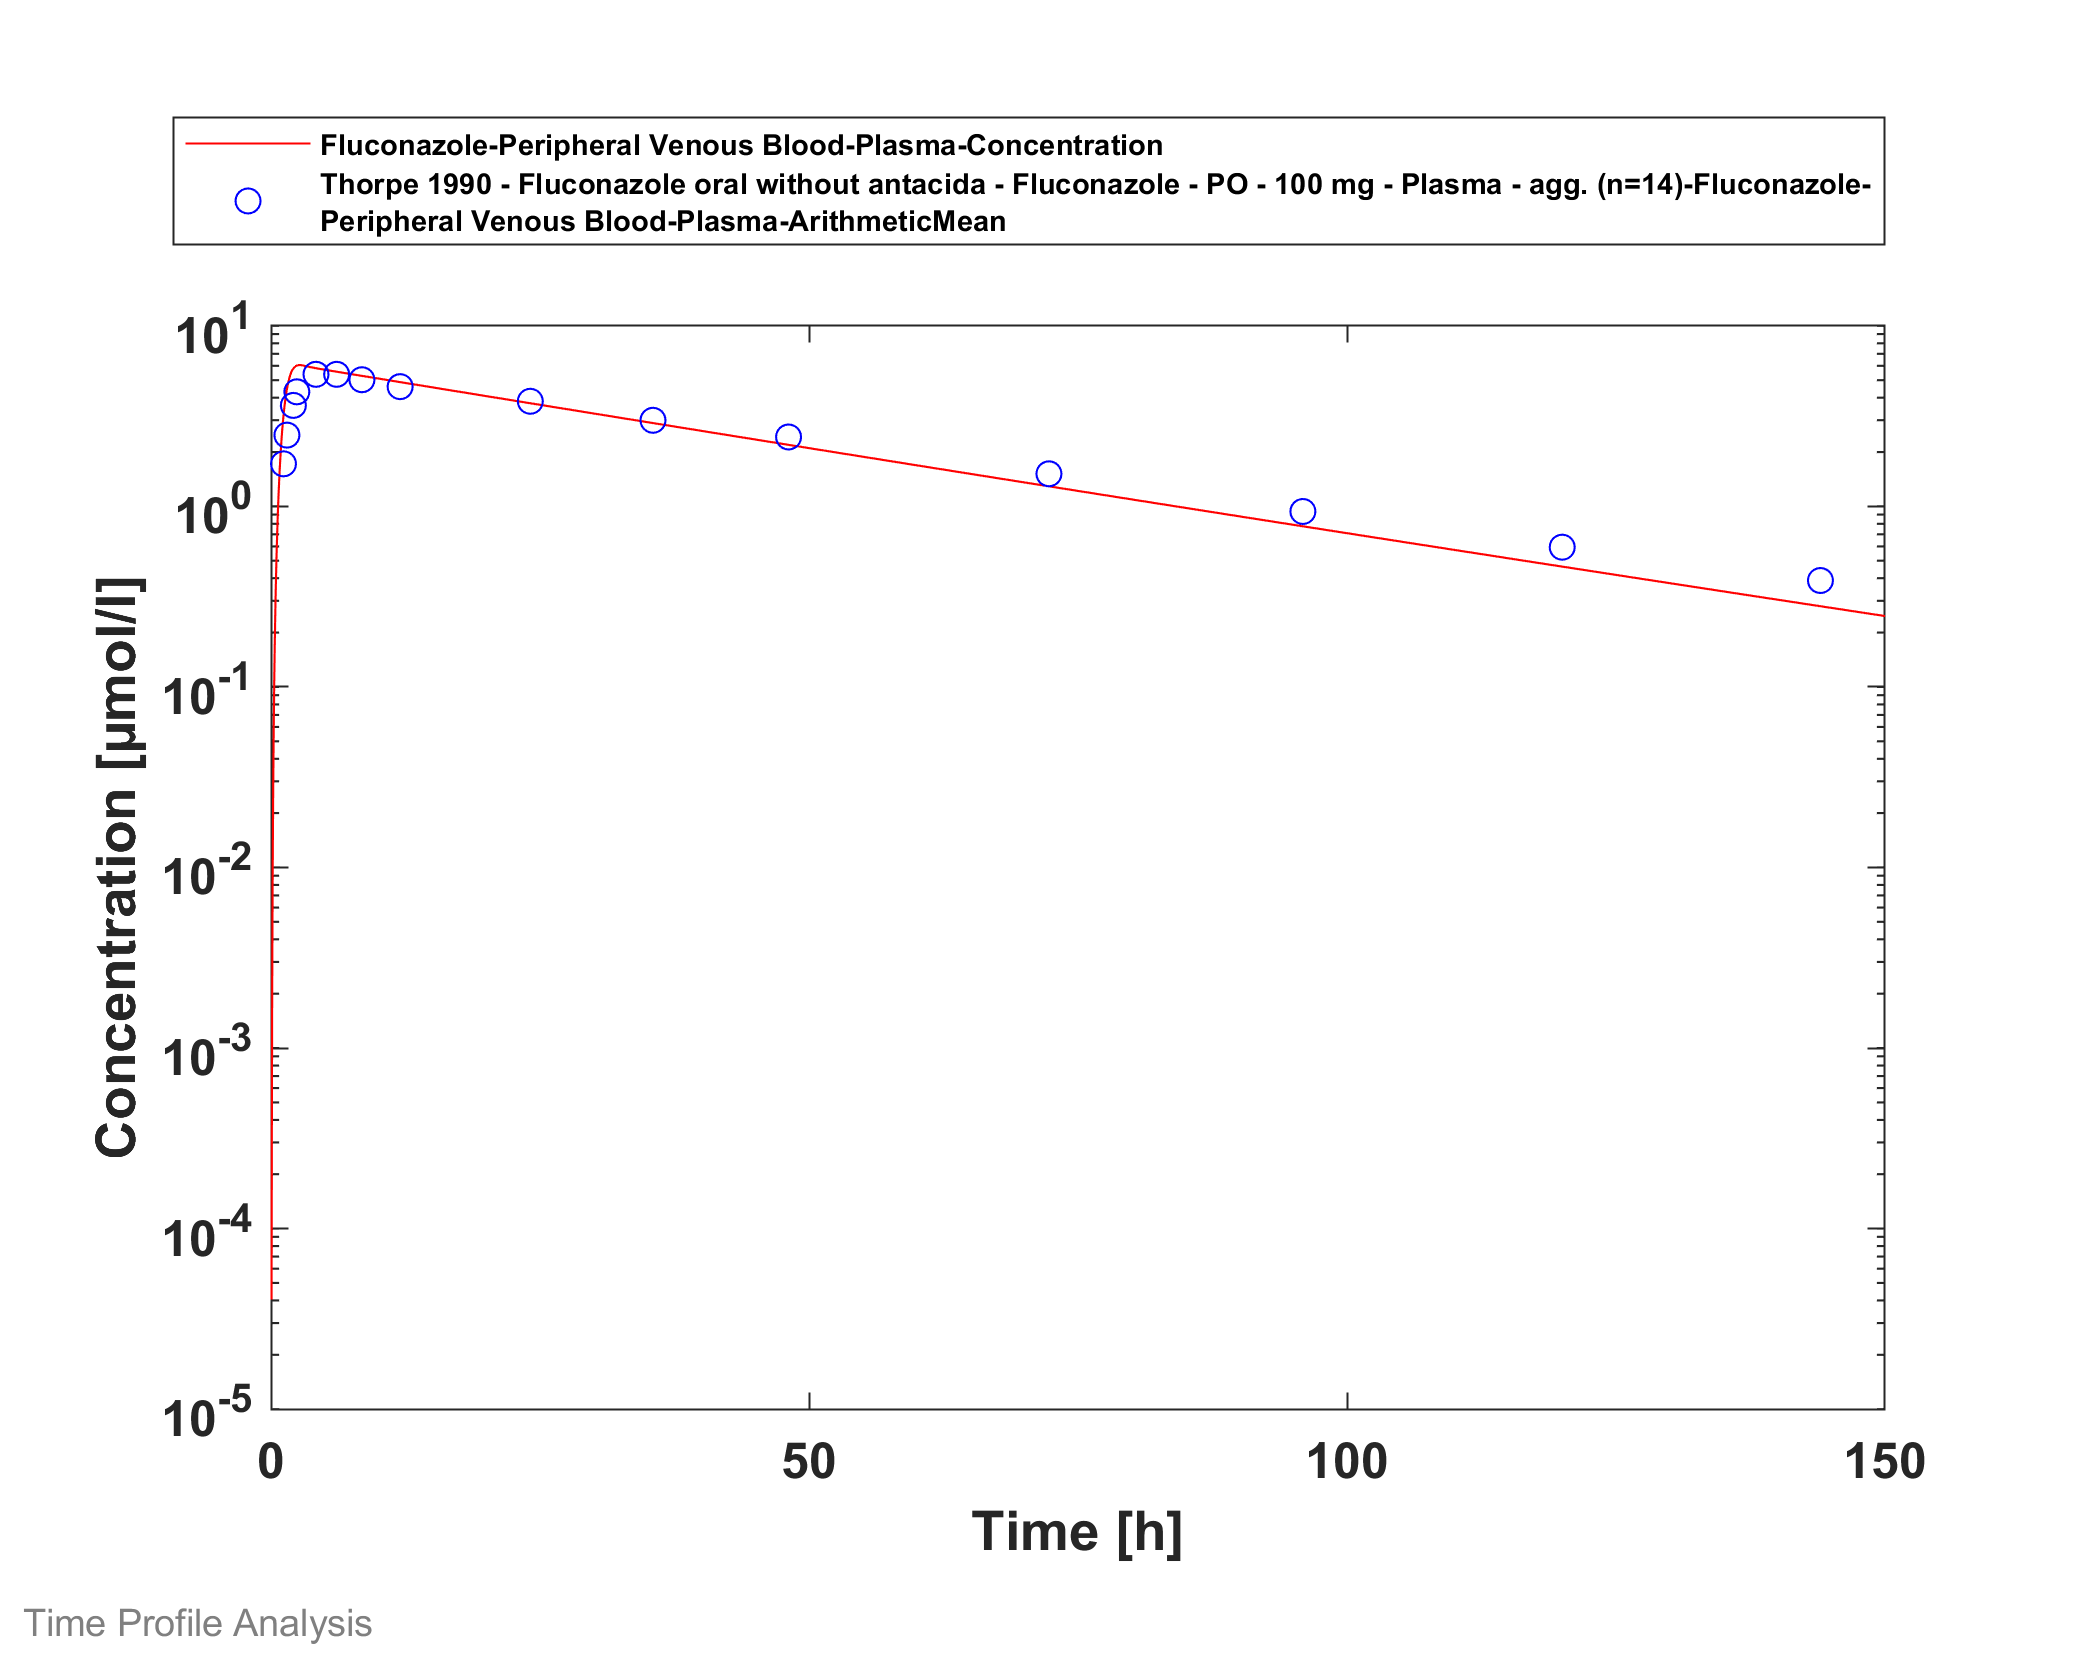 Fluconazole-Peripheral Venous Blood-Plasma-Concentration
Thorpe 1990 - Fluconazole oral without antacida - Fluconazole - PO - 100 mg - Plasma - agg. (n=14)-Fluconazole-
Peripheral Venous Blood-Plasma-ArithmeticMean
10^1
10^0
10^-1
10^-2
10^-3
10^-4
10^-5
Concentration [µmol/l]
0 50 100 150
Time [h]
Time Profile Analysis